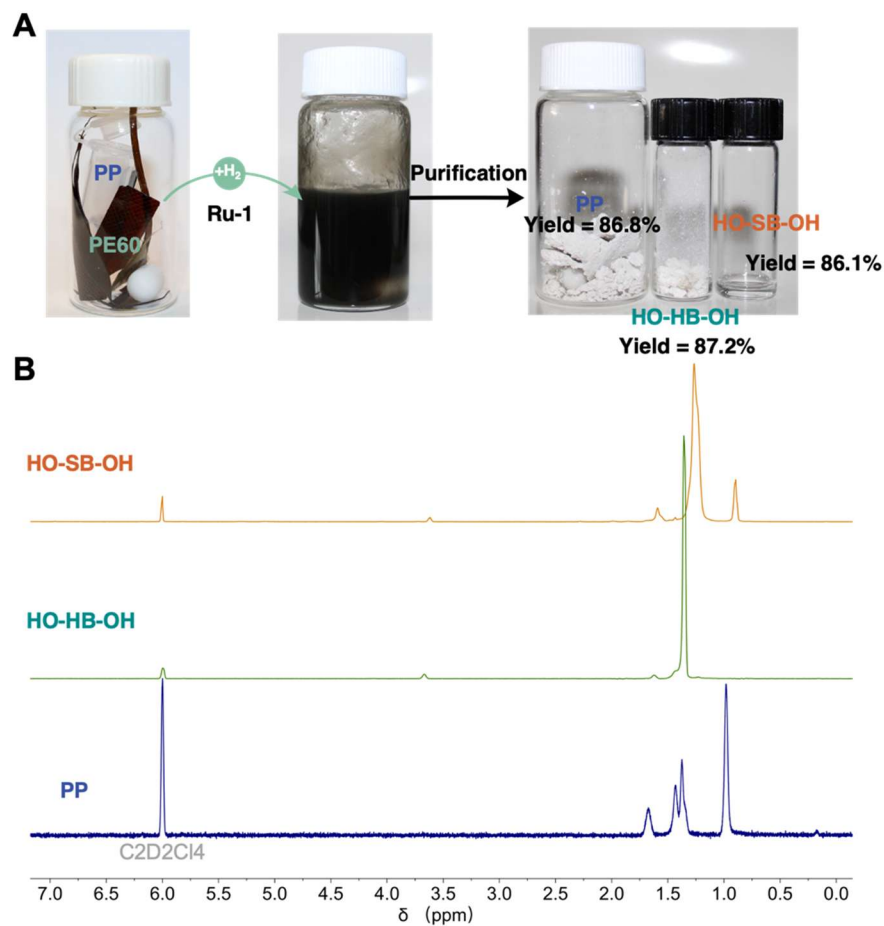 A
PP
PE60
+H₂
Ru-1
Purification
PP
Yield = 86.8%
HO-SB-OH
Yield = 86.1%
HO-HB-OH
Yield = 87.2%
B
HO-SB-OH
HO-HB-OH
PP
C2D2Cl4
7.0 6.5 6.0 5.5 5.0 4.5 4.0 3.5 3.0 2.5 2.0 1.5 1.0 0.5 0.0
δ (ppm)